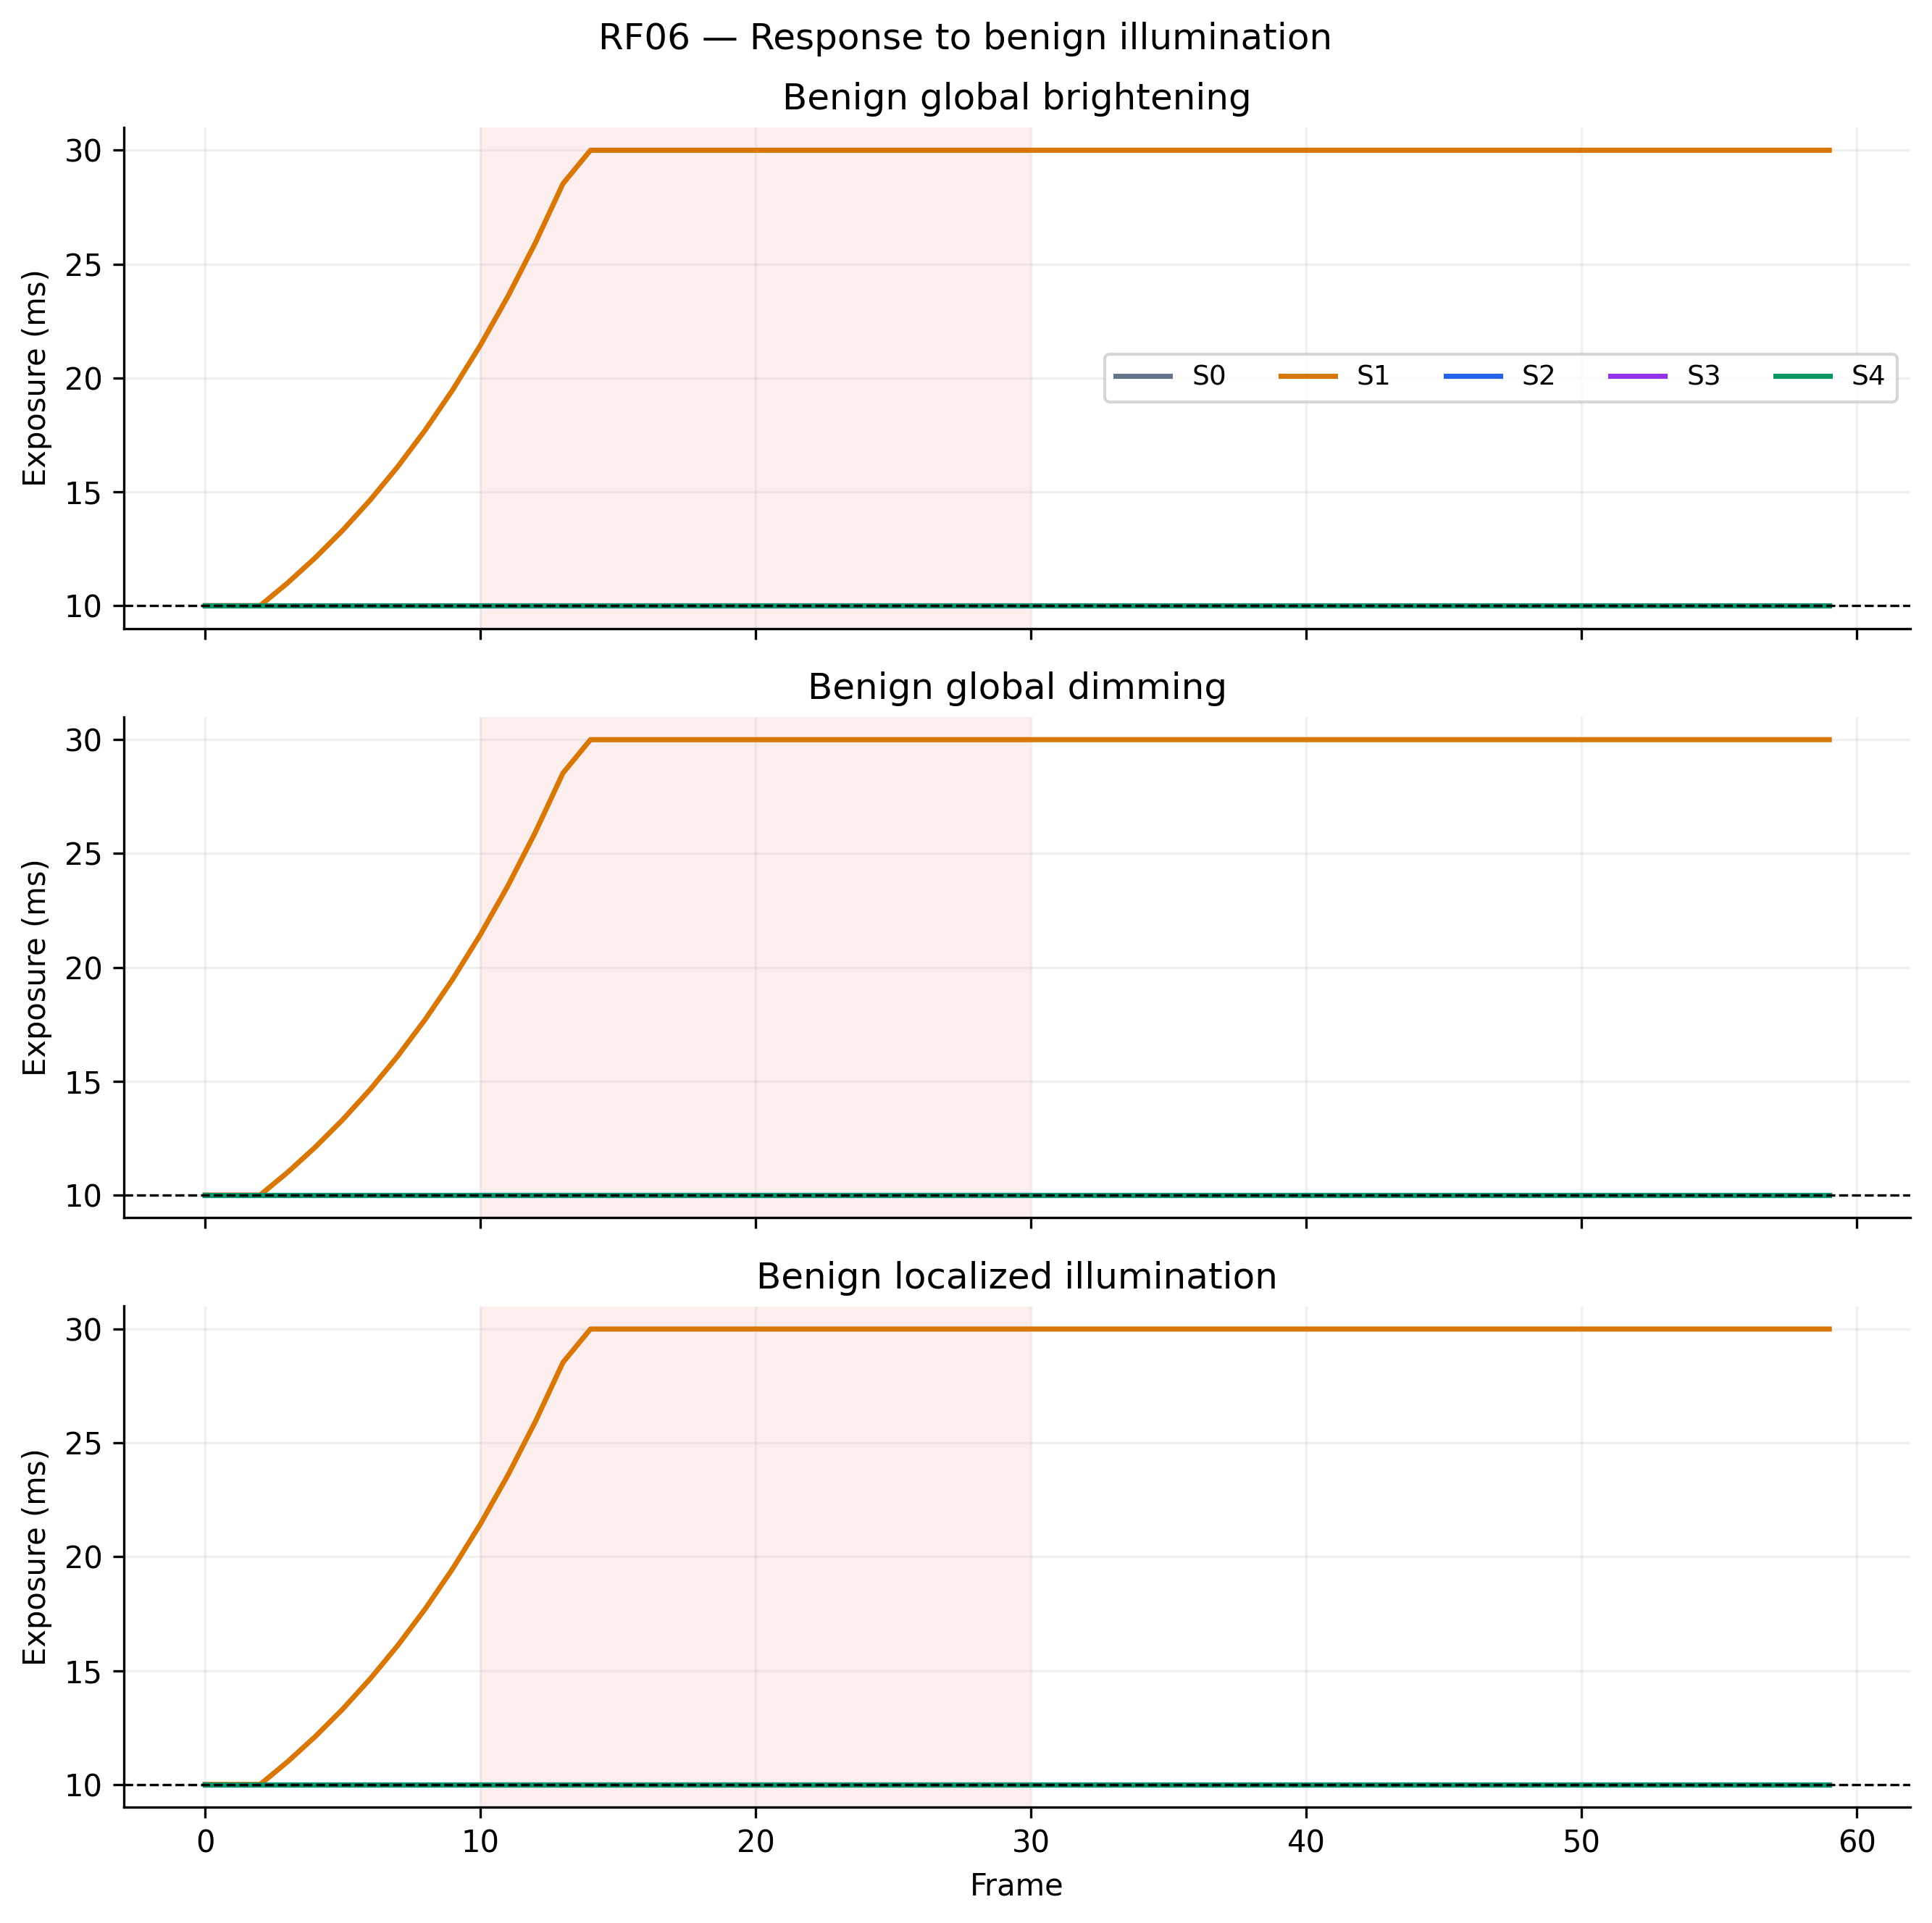 RF06 — Response to benign illumination
Benign global brightening
Exposure (ms)
30
25
20
15
10
S0 S1 S2 S3 S4
Benign global dimming
Exposure (ms)
30
25
20
15
10
Benign localized illumination
Exposure (ms)
30
25
20
15
10
0 10 20 30 40 50 60
Frame